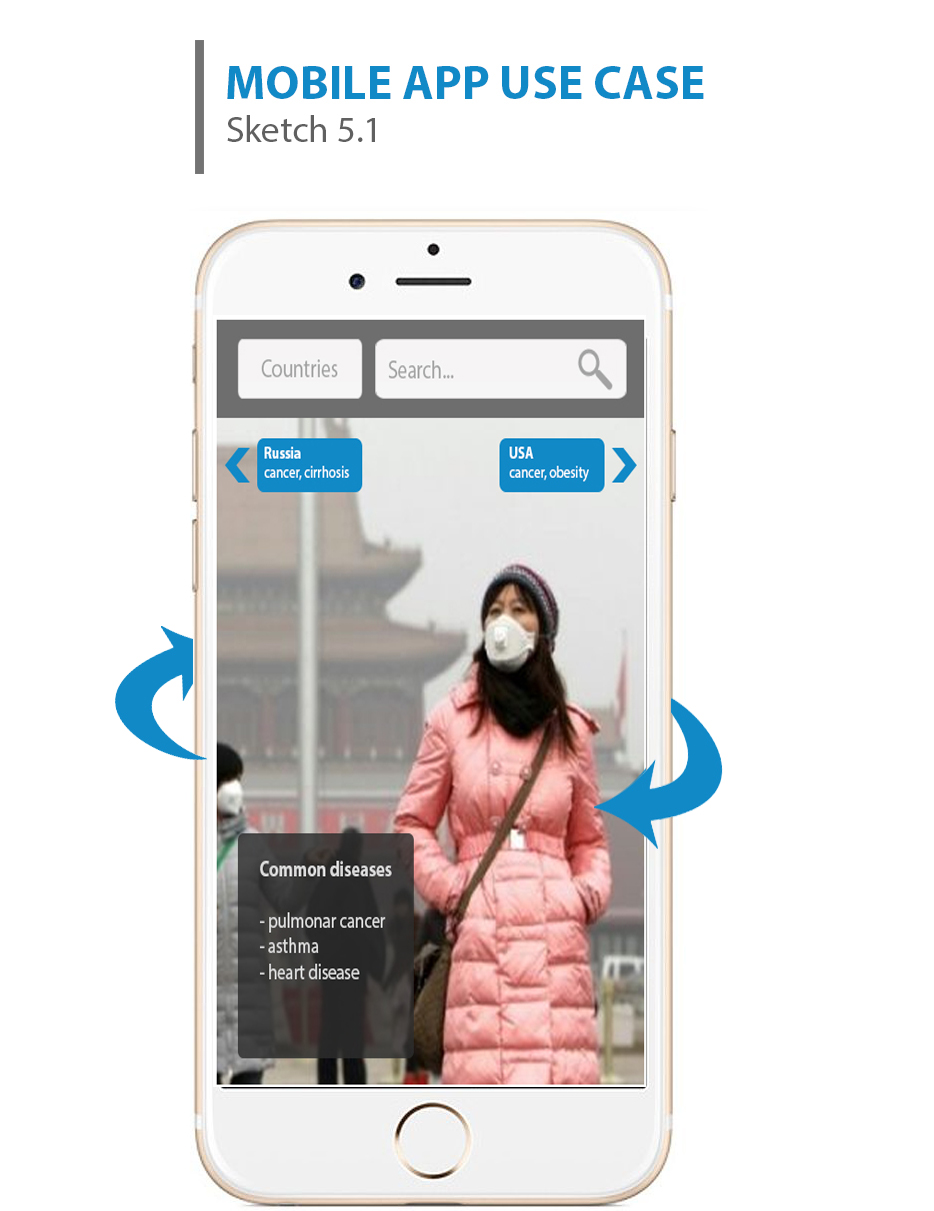 MOBILE APP USE CASE
Sketch 5.1
Countries
Search...
Russia
cancer, cirrhosis
USA
cancer, obesity
Common diseases
- pulmonar cancer
- asthma
- heart disease